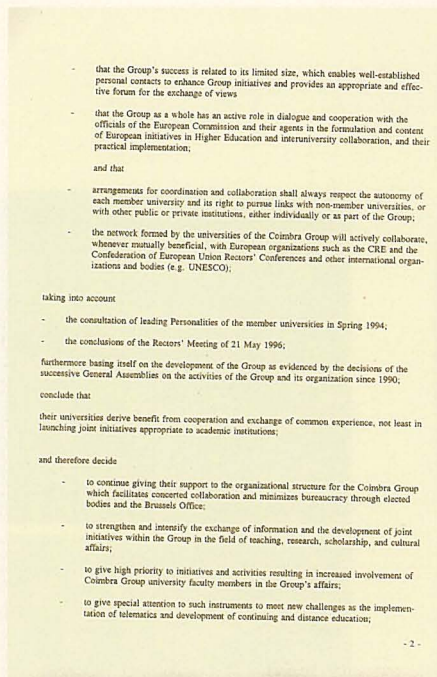 - that the Group's success is related to its limited size, which enables well-established
personal contacts to enhance Group initiatives and provides an appropriate and effec-
tive forum for the exchange of views
- that the Group as a whole has an active role in dialogue and cooperation with the
officials of the European Commission and their agents in the formulation and content
of European initiatives in Higher Education and interuniversity collaboration, and their
practical implementation;
and that
- arrangements for coordination and collaboration shall always respect the autonomy of
each member university and its right to pursue links with non-member universities, or
with other public or private institutions, either individually or as part of the Group;
- the network formed by the universities of the Coimbra Group will actively collaborate,
whenever mutually beneficial, with European organizations such as the CRE and the
Confederation of European Union Rectors' Conferences and other international organ-
izations and bodies (e.g. UNESCO);
taking into account
- the consultation of leading Personalities of the member universities in Spring 1994;
- the conclusions of the Rectors' Meeting of 21 May 1996;
furthermore basing itself on the development of the Group as evidenced by the decisions of the
successive General Assemblies on the activities of the Group and its organization since 1990;
conclude that
their universities derive benefit from cooperation and exchange of common experience, not least in
launching joint initiatives appropriate to academic institutions;
and therefore decide
- to continue giving their support to the organizational structure for the Coimbra Group
which facilitates concerted collaboration and minimizes bureaucracy through elected
bodies and the Brussels Office;
- to strengthen and intensify the exchange of information and the development of joint
initiatives within the Group in the field of teaching, research, scholarship, and cultural
affairs;
- to give high priority to initiatives and activities resulting in increased involvement of
Coimbra Group university faculty members in the Group's affairs;
- to give special attention to such instruments to meet new challenges as the implemen-
tation of telematics and development of continuing and distance education;
- 2 -